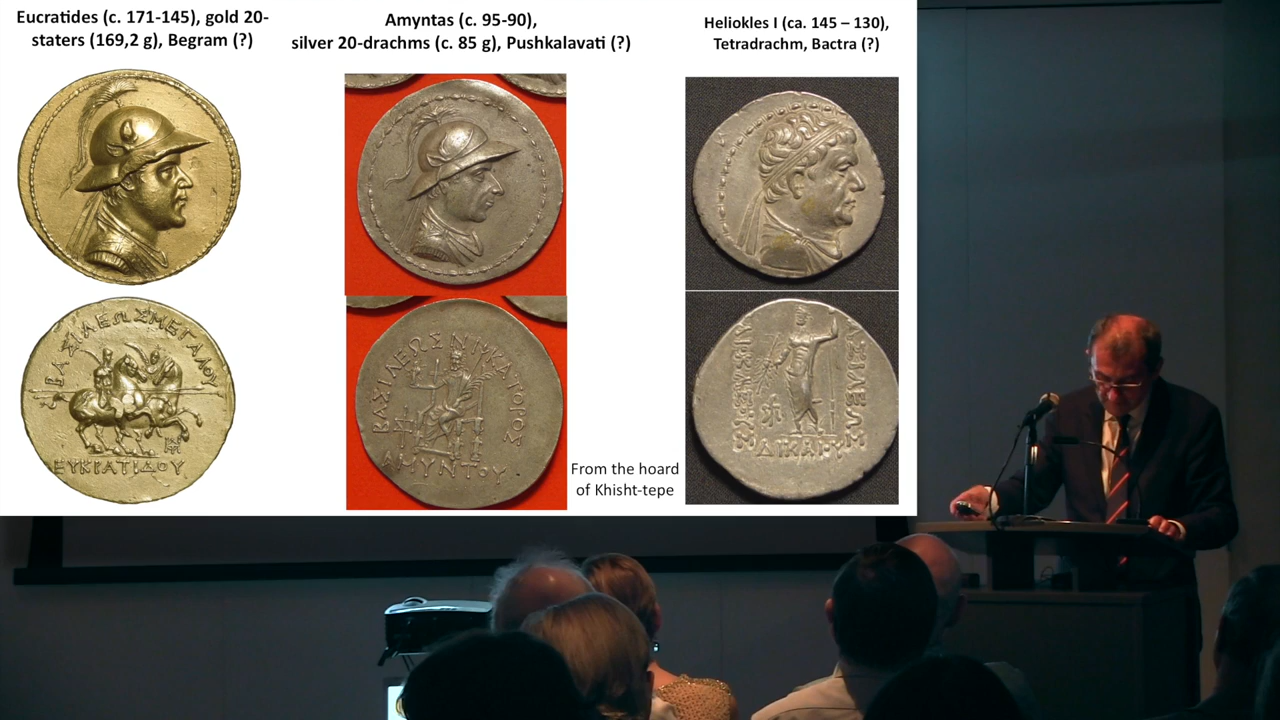 Eucratides (c. 171-145), gold 20-
staters (169,2 g), Begram (?)
Amyntas (c. 95-90),
silver 20-drachms (c. 85 g), Pushkalavati (?)
Heliokles I (ca. 145 – 130),
Tetradrachm, Bactra (?)
ΒΑΣΙΛΕΩΣ ΜΕΓΑΛΟΥ
ΕΥΚΡΑΤΙΔΟΥ
ΒΑΣΙΛΕΩΣ ΝΙΚΑΤΟΡΟΣ
ΑΜΥΝΤΟΥ
From the hoard
of Khisht-tepe
ΒΑΣΙΛΕΩΣ
ΔΙΚΑΙΟΥ